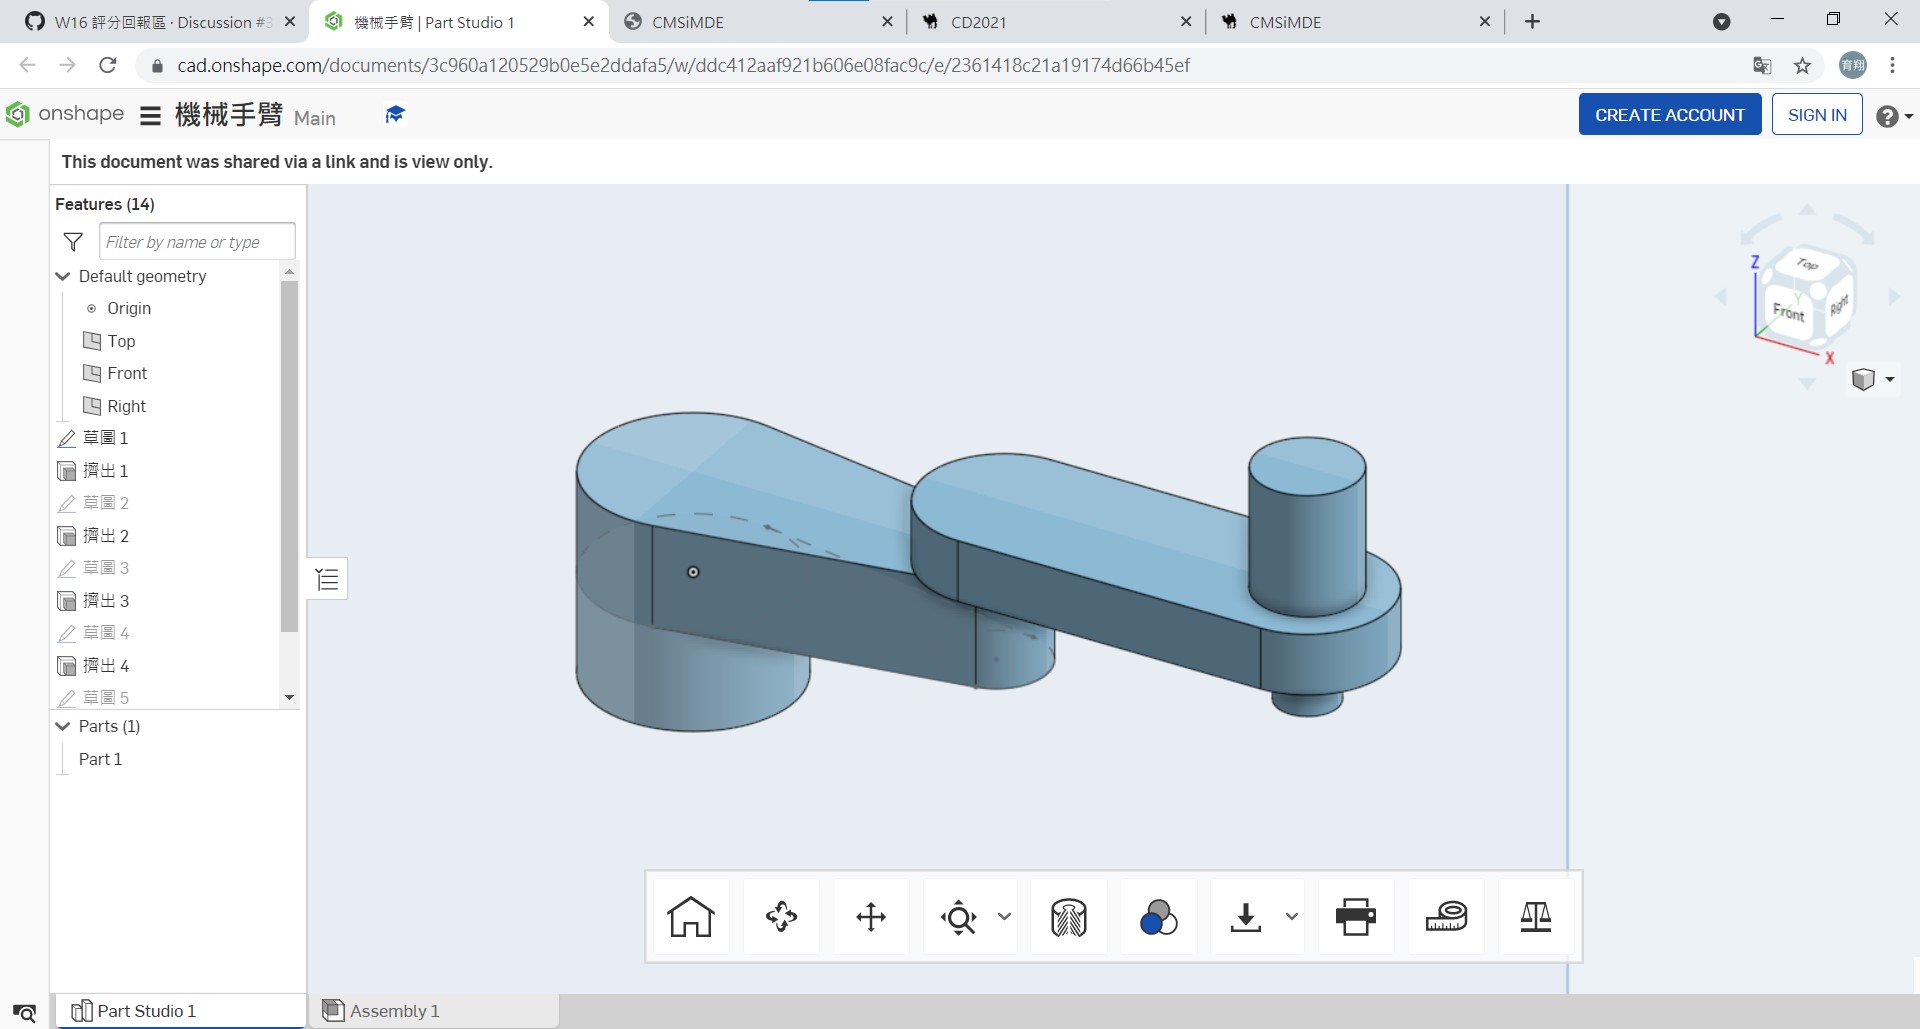 W16 評分回報區 · Discussion #3
機械手臂 | Part Studio 1
CMSiMDE
CD2021
CMSiMDE
cad.onshape.com/documents/3c960a120529b0e5e2ddafa5/w/ddc412aaf921b606e08fac9c/e/2361418c21a19174d66b45ef
育翔
onshape
機械手臂 Main
CREATE ACCOUNT
SIGN IN
This document was shared via a link and is view only.
Features (14)
Filter by name or type
Default geometry
Origin
Top
Front
Right
草圖 1
擠出 1
草圖 2
擠出 2
草圖 3
擠出 3
草圖 4
擠出 4
草圖 5
Parts (1)
Part 1
Z
Top
Y
Front
Right
X
Part Studio 1
Assembly 1